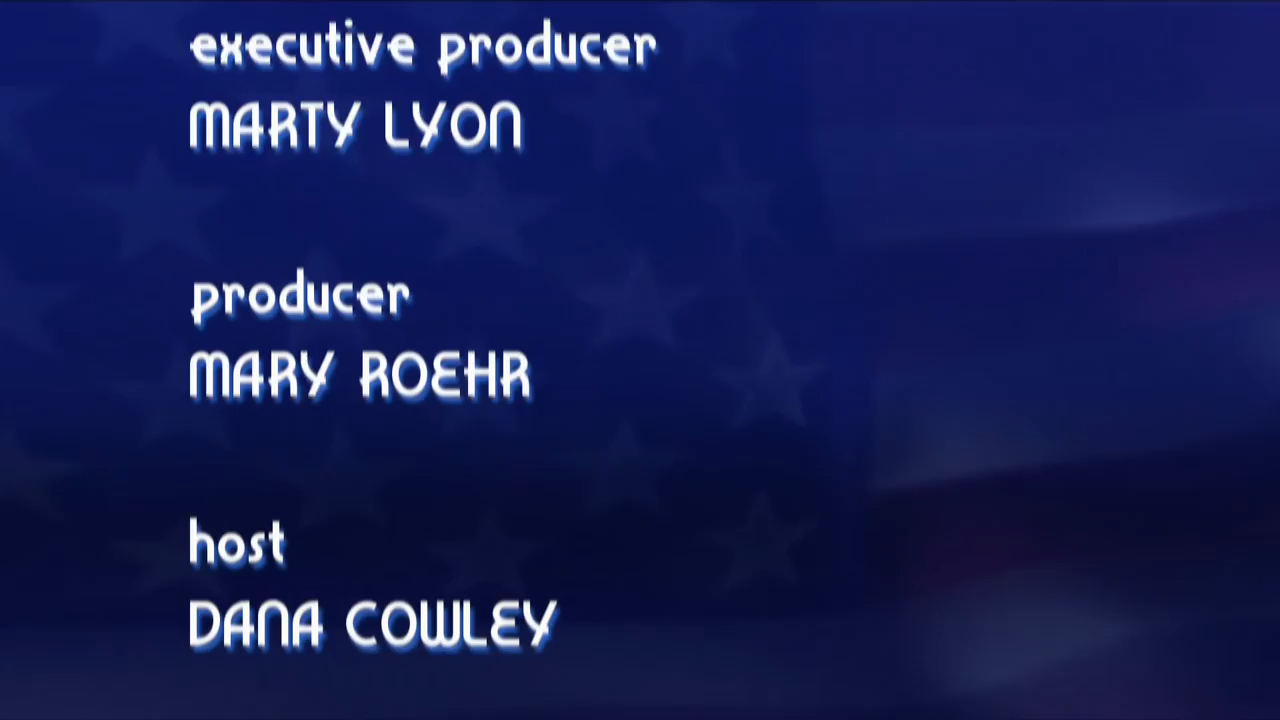 executive producer
MARTY LYON
producer
MARY ROEHR
host
DANA COWLEY